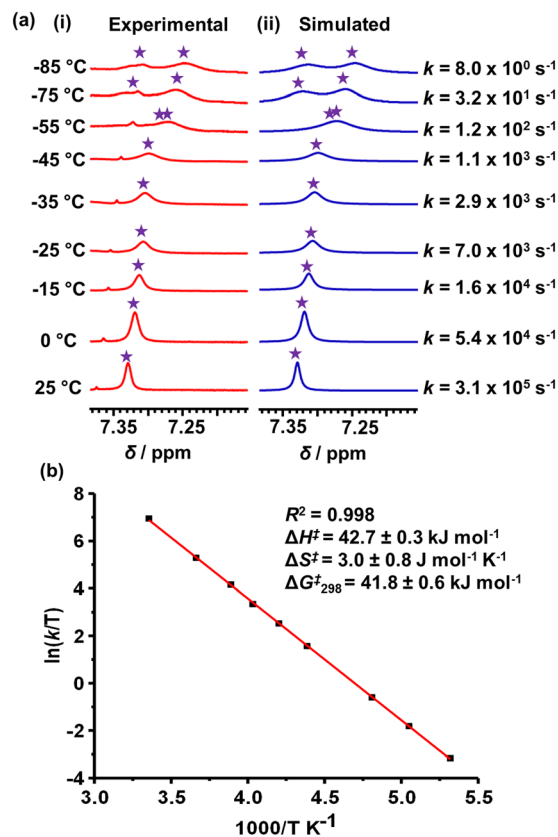 (a) (i) Experimental (ii) Simulated
-85 °C k = 8.0 x 10⁰ s⁻¹
-75 °C k = 3.2 x 10¹ s⁻¹
-55 °C k = 1.2 x 10² s⁻¹
-45 °C k = 1.1 x 10³ s⁻¹
-35 °C k = 2.9 x 10³ s⁻¹
-25 °C k = 7.0 x 10³ s⁻¹
-15 °C k = 1.6 x 10⁴ s⁻¹
0 °C k = 5.4 x 10⁴ s⁻¹
25 °C k = 3.1 x 10⁵ s⁻¹
7.35 7.25 7.35 7.25
δ / ppm δ / ppm
(b)
8
6
4
2
0
-2
-4
ln(k/T)
R² = 0.998
ΔH‡ = 42.7 ± 0.3 kJ mol⁻¹
ΔS‡ = 3.0 ± 0.8 J mol⁻¹ K⁻¹
ΔG‡₂₉₈ = 41.8 ± 0.6 kJ mol⁻¹
3.0 3.5 4.0 4.5 5.0 5.5
1000/T K⁻¹